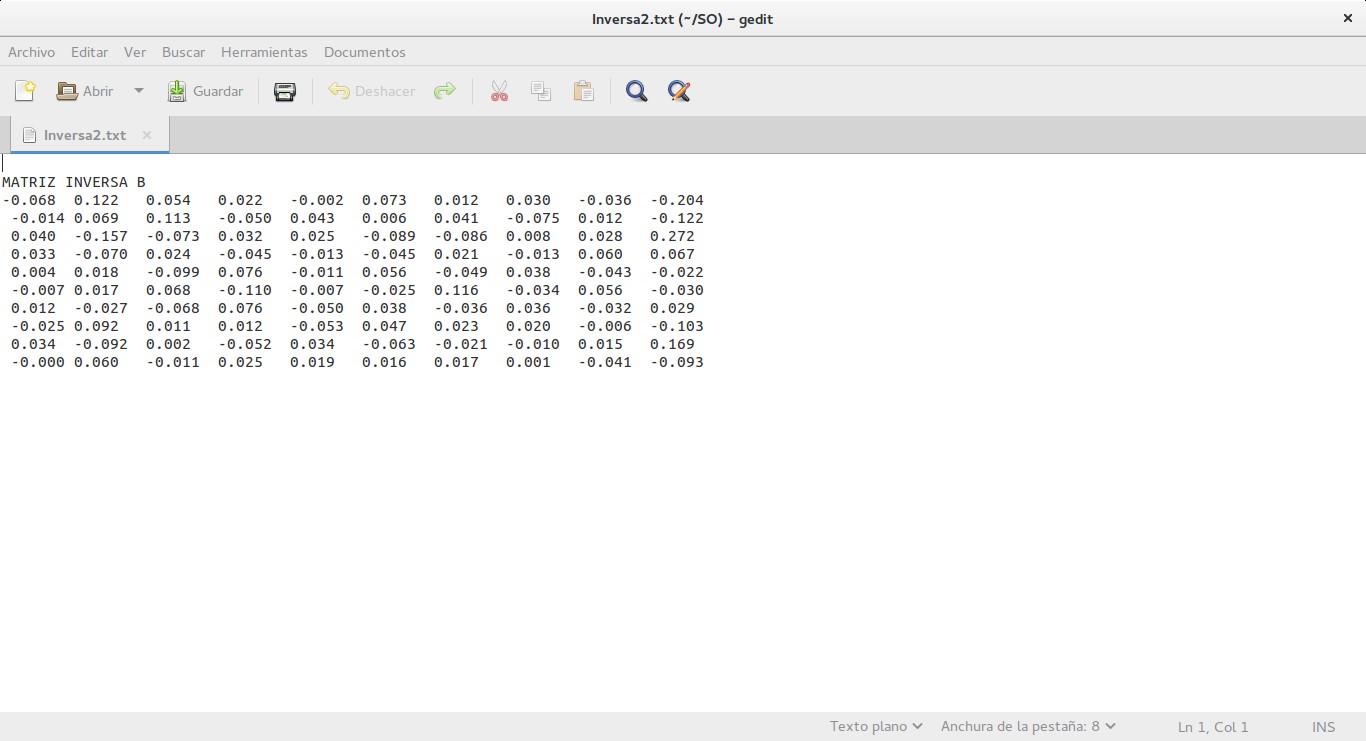 Inversa2.txt (~/SO) – gedit
Archivo Editar Ver Buscar Herramientas Documentos
Abrir Guardar Deshacer
Inversa2.txt
MATRIZ INVERSA B
-0.068 0.122 0.054 0.022 -0.002 0.073 0.012 0.030 -0.036 -0.204
-0.014 0.069 0.113 -0.050 0.043 0.006 0.041 -0.075 0.012 -0.122
0.040 -0.157 -0.073 0.032 0.025 -0.089 -0.086 0.008 0.028 0.272
0.033 -0.070 0.024 -0.045 -0.013 -0.045 0.021 -0.013 0.060 0.067
0.004 0.018 -0.099 0.076 -0.011 0.056 -0.049 0.038 -0.043 -0.022
-0.007 0.017 0.068 -0.110 -0.007 -0.025 0.116 -0.034 0.056 -0.030
0.012 -0.027 -0.068 0.076 -0.050 0.038 -0.036 0.036 -0.032 0.029
-0.025 0.092 0.011 0.012 -0.053 0.047 0.023 0.020 -0.006 -0.103
0.034 -0.092 0.002 -0.052 0.034 -0.063 -0.021 -0.010 0.015 0.169
-0.000 0.060 -0.011 0.025 0.019 0.016 0.017 0.001 -0.041 -0.093
Texto plano Anchura de la pestaña: 8 Ln 1, Col 1 INS